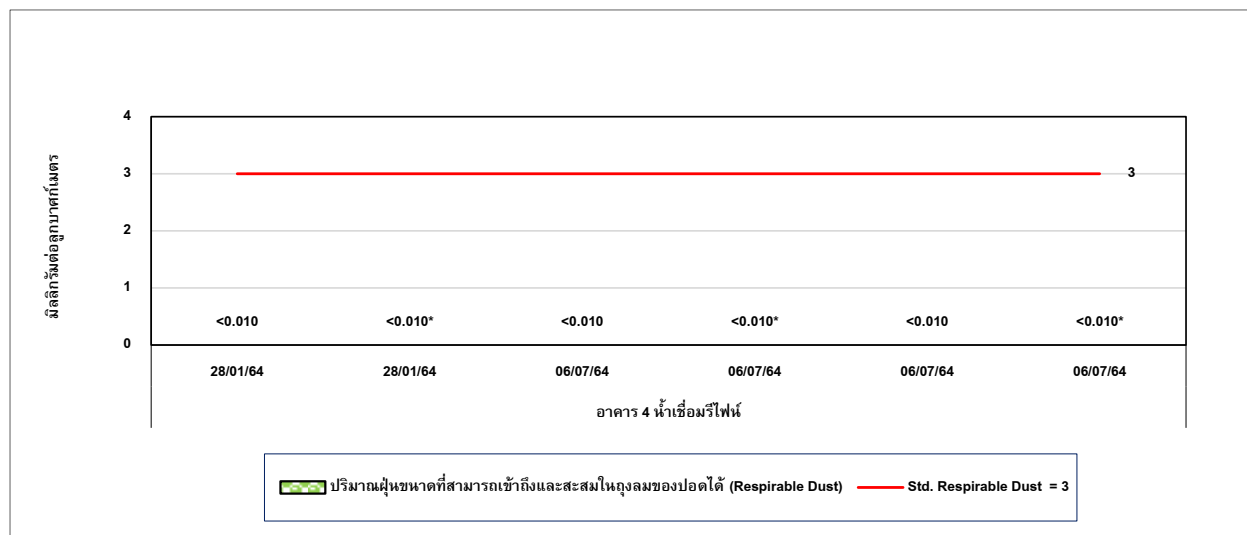 มิลลิกรัมต่อลูกบาศก์เมตร
4
3
3
2
1
<0.010 <0.010* <0.010 <0.010* <0.010 <0.010*
0
28/01/64 28/01/64 06/07/64 06/07/64 06/07/64 06/07/64
อาคาร 4 น้ำเชื่อมรีไฟน์
ปริมาณฝุ่นขนาดที่สามารถเข้าถึงและสะสมในถุงลมของปอดได้ (Respirable Dust) Std. Respirable Dust = 3